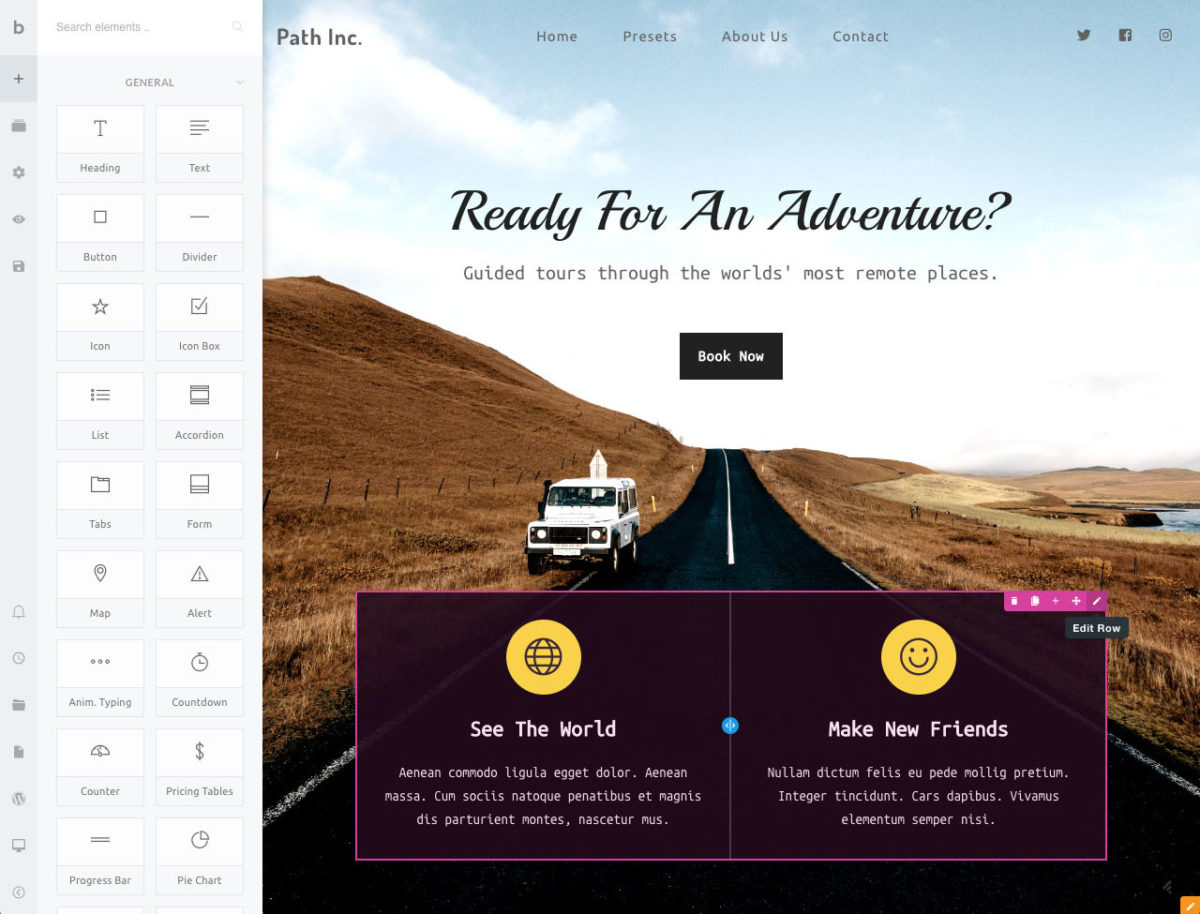 b
Search elements ..
GENERAL
Heading
Text
Button
Divider
Icon
Icon Box
List
Accordion
Tabs
Form
Map
Alert
Anim. Typing
Countdown
Counter
Pricing Tables
Progress Bar
Pie Chart
Path Inc.
Home
Presets
About Us
Contact
Ready For An Adventure?
Guided tours through the worlds' most remote places.
Book Now
Edit Row
See The World
Aenean commodo ligula egget dolor. Aenean
massa. Cum sociis natoque penatibus et magnis
dis parturient montes, nascetur mus.
Make New Friends
Nullam dictum felis eu pede mollig pretium.
Integer tincidunt. Cars dapibus. Vivamus
elementum semper nisi.